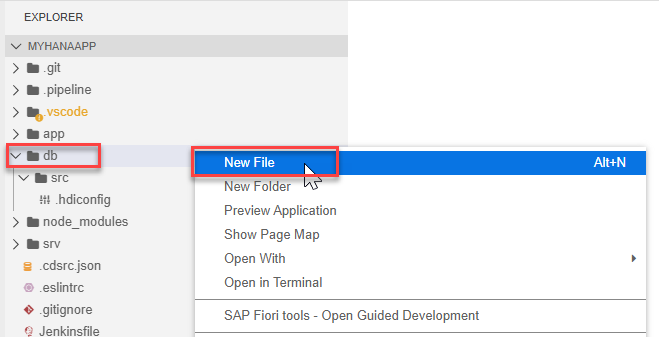 EXPLORER
MYHANAAPP
.git
.pipeline
.vscode
app
db
src
.hdiconfig
node_modules
srv
.cdsrc.json
.eslintrc
.gitignore
Jenkinsfile
New File Alt+N
New Folder
Preview Application
Show Page Map
Open With
Open in Terminal
SAP Fiori tools - Open Guided Development